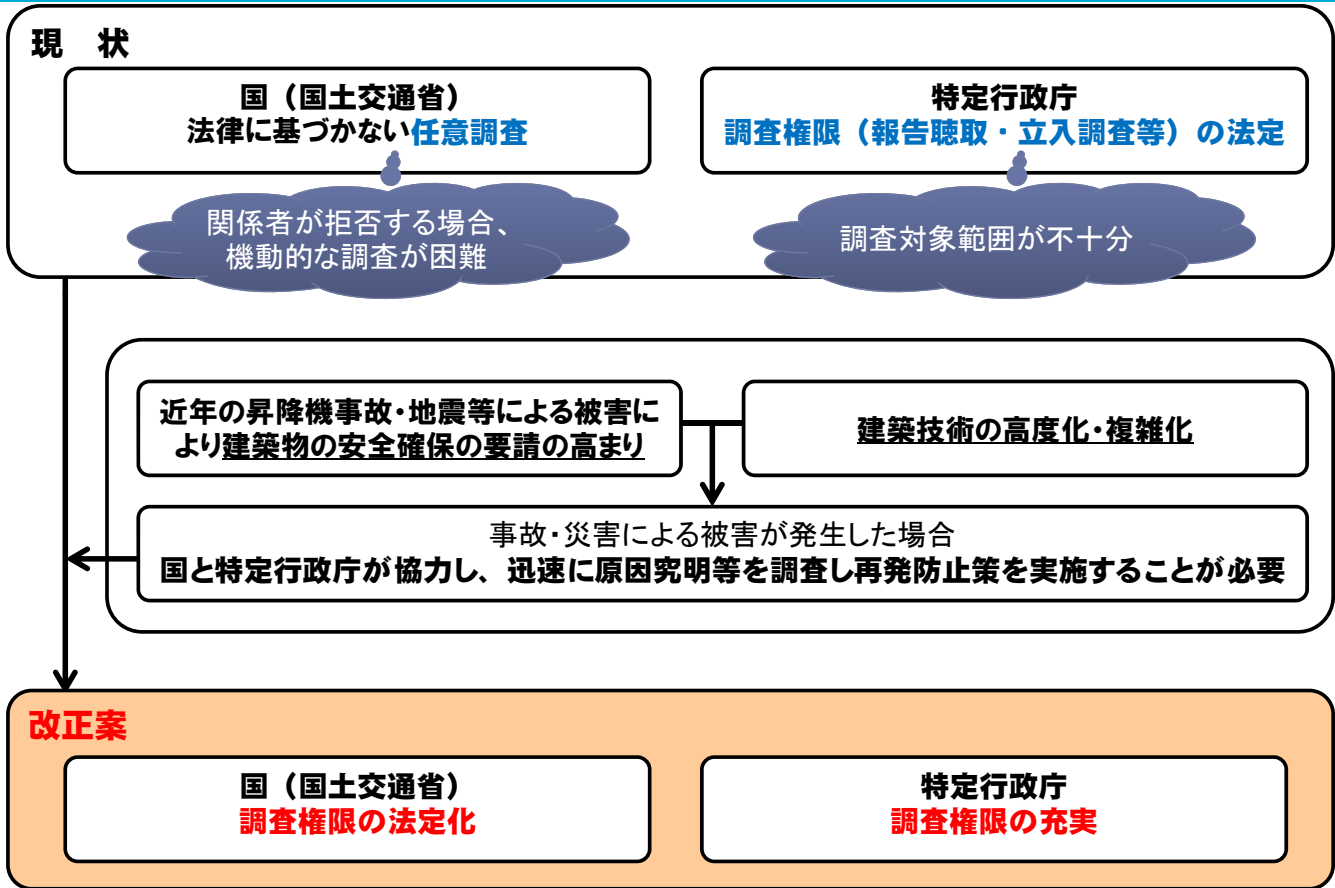 現　状
国（国土交通省）
法律に基づかない任意調査
特定行政庁
調査権限（報告聴取・立入調査等）の法定
関係者が拒否する場合、
機動的な調査が困難
調査対象範囲が不十分
近年の昇降機事故・地震等による被害に
より建築物の安全確保の要請の高まり
建築技術の高度化・複雑化
事故・災害による被害が発生した場合
国と特定行政庁が協力し、迅速に原因究明等を調査し再発防止策を実施することが必要
改正案
国（国土交通省）
調査権限の法定化
特定行政庁
調査権限の充実